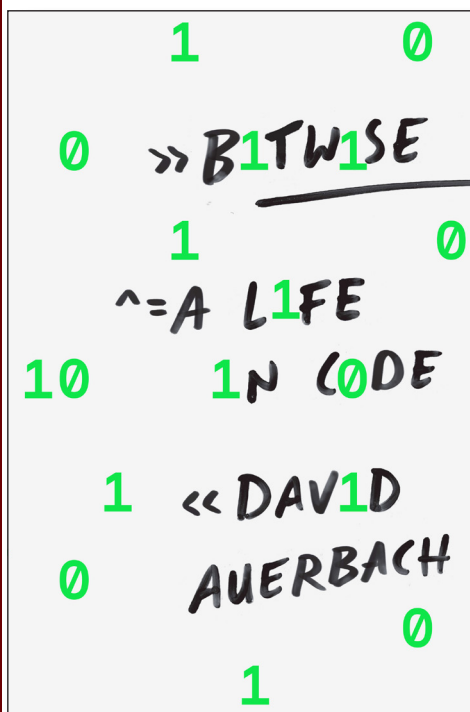 1 0
0 »B1TW1SE
1 0
^=A L1FE
10 1N C0DE
1 «DAV1D
0 AUERBACH
0
1